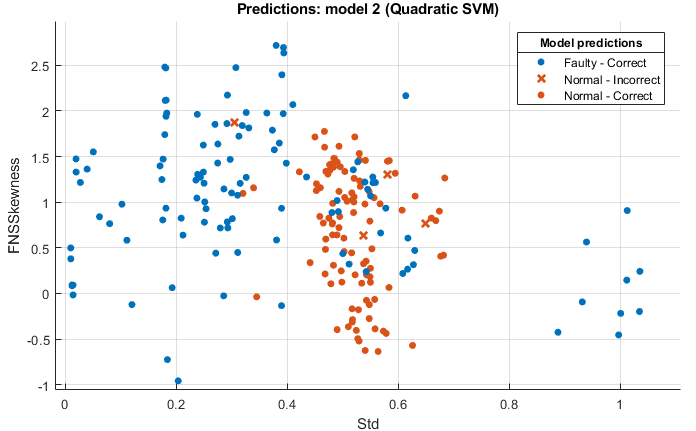 Predictions: model 2 (Quadratic SVM)
Model predictions
Faulty - Correct
Normal - Incorrect
Normal - Correct
FNSSkewness
2.5
2
1.5
1
0.5
0
-0.5
-1
0 0.2 0.4 0.6 0.8 1
Std